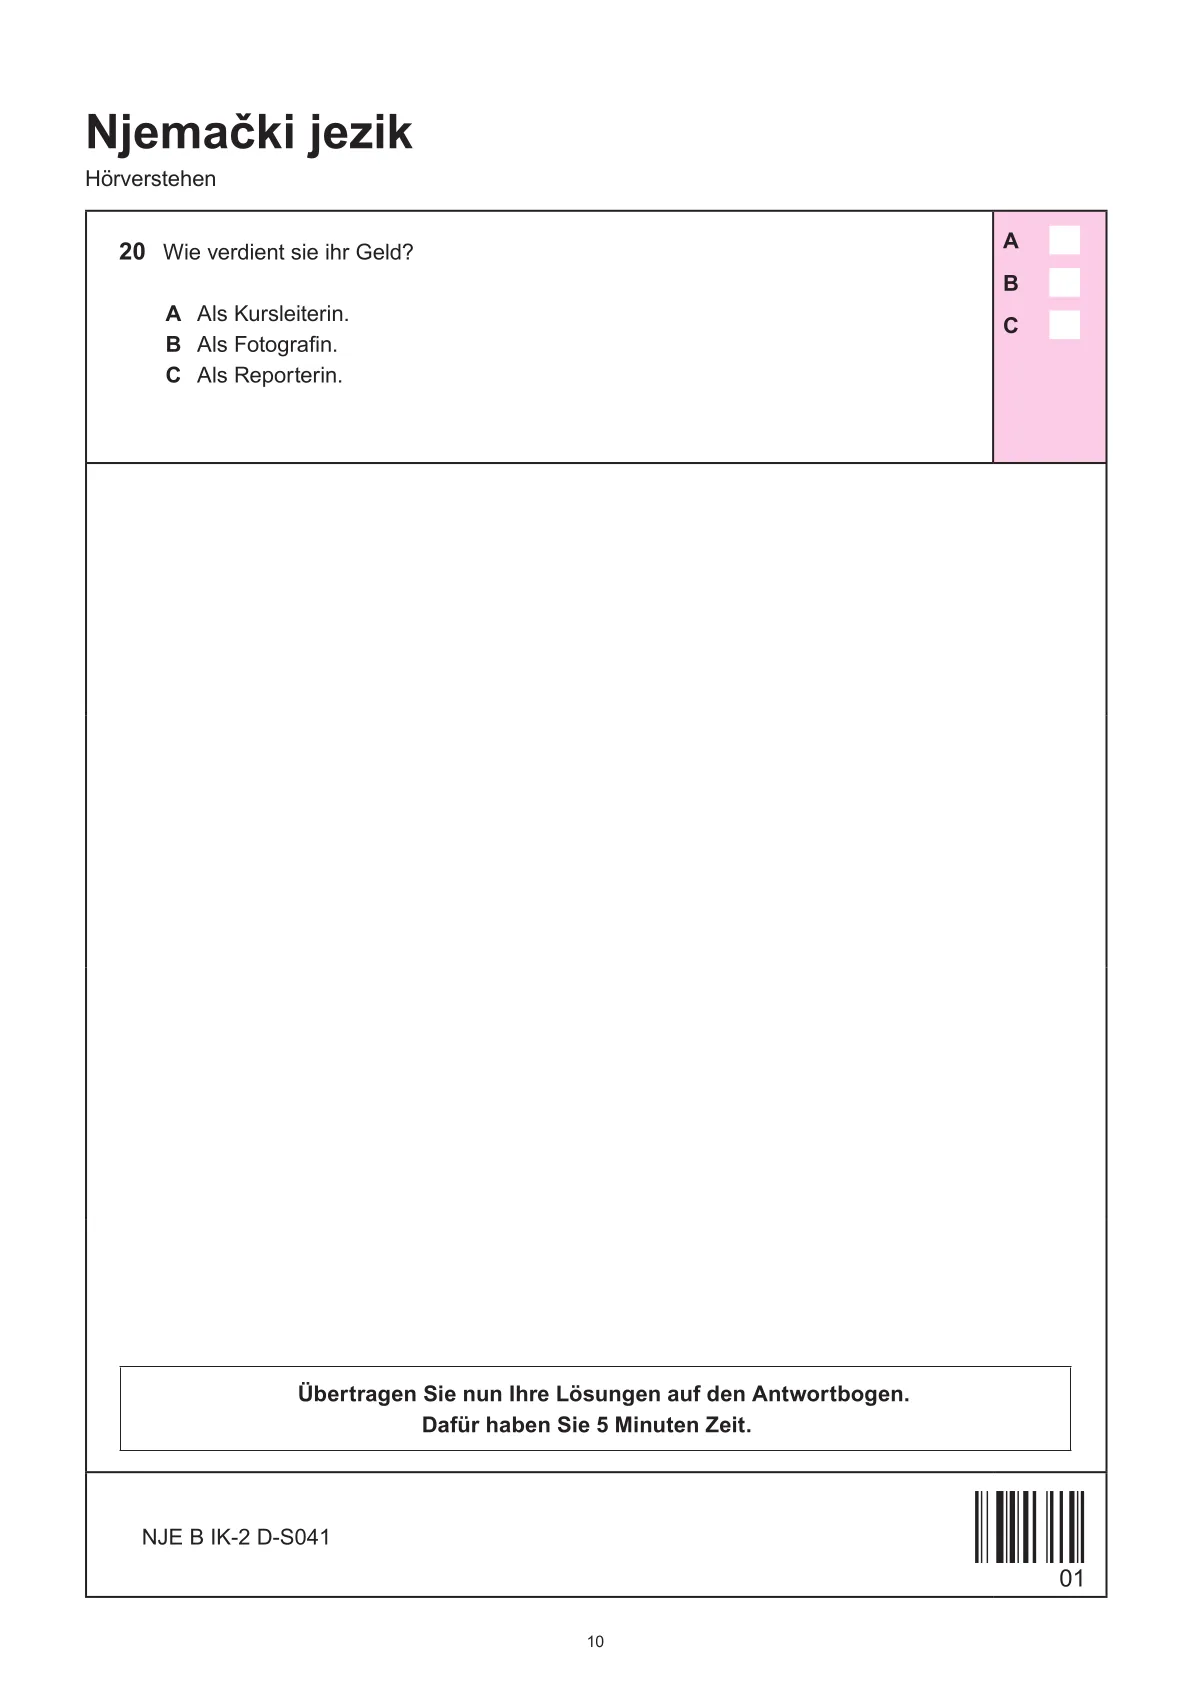 Njemački jezik
Hörverstehen
20 Wie verdient sie ihr Geld?
A Als Kursleiterin.
B Als Fotografin.
C Als Reporterin.
A
B
C
Übertragen Sie nun Ihre Lösungen auf den Antwortbogen.
Dafür haben Sie 5 Minuten Zeit.
NJE B IK-2 D-S041
01
10